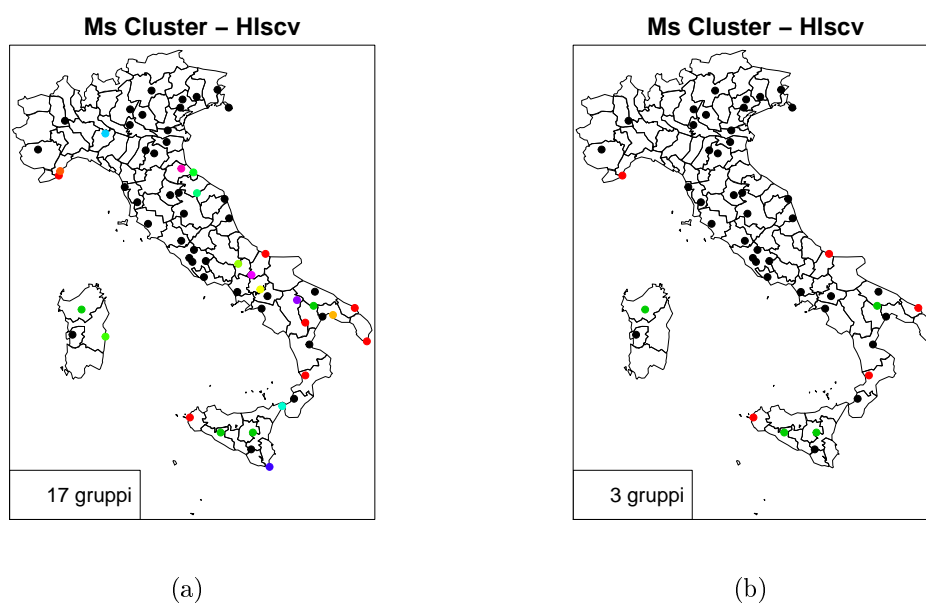 Ms Cluster – Hlscv
17 gruppi
(a)
Ms Cluster – Hlscv
3 gruppi
(b)